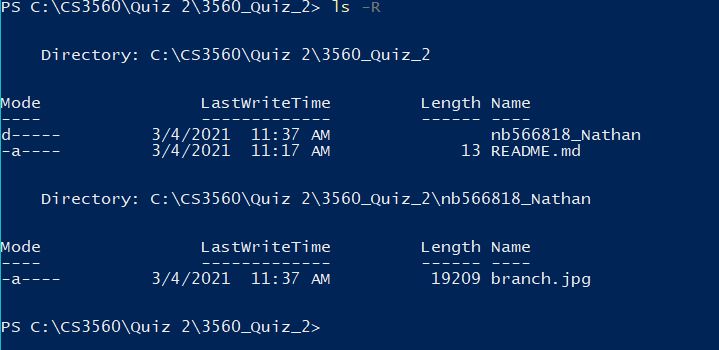 PS C:\CS3560\Quiz 2\3560_Quiz_2> ls -R
Directory: C:\CS3560\Quiz 2\3560_Quiz_2
Mode                LastWriteTime         Length Name
----                -------------         ------ ----
d-----         3/4/2021  11:37 AM                nb566818_Nathan
-a----         3/4/2021  11:17 AM             13 README.md
Directory: C:\CS3560\Quiz 2\3560_Quiz_2\nb566818_Nathan
Mode                LastWriteTime         Length Name
----                -------------         ------ ----
-a----         3/4/2021  11:37 AM          19209 branch.jpg
PS C:\CS3560\Quiz 2\3560_Quiz_2>